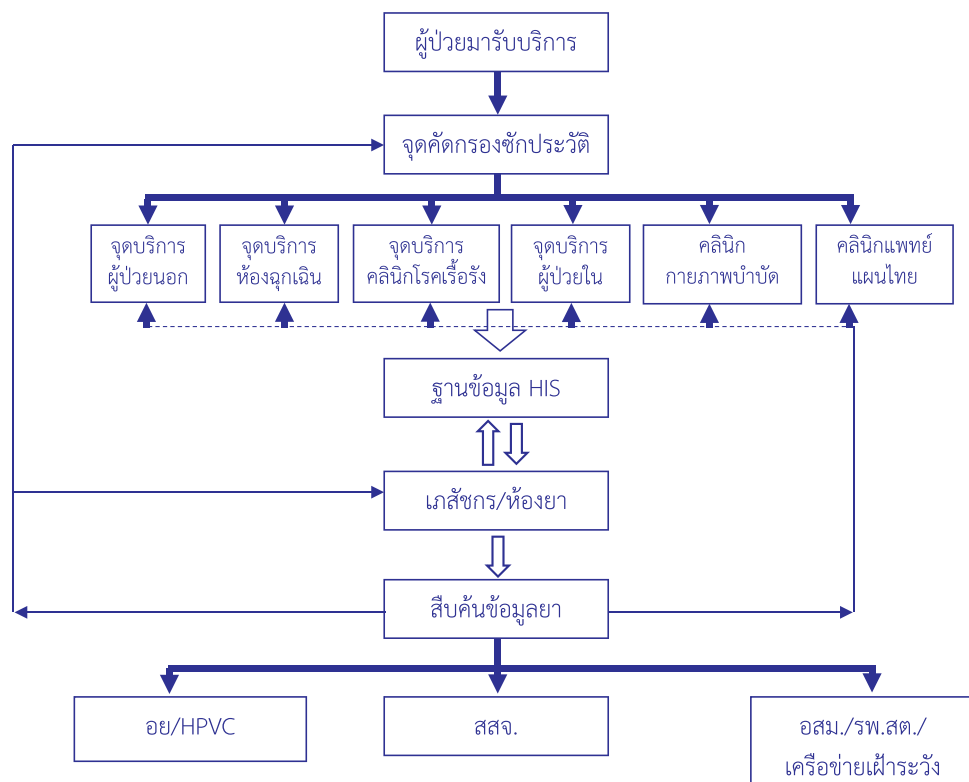 ผู้ป่วยมารับบริการ
จุดคัดกรองซักประวัติ
จุดบริการ
ผู้ป่วยนอก
จุดบริการ
ห้องฉุกเฉิน
จุดบริการ
คลินิกโรคเรื้อรัง
จุดบริการ
ผู้ป่วยใน
คลินิก
กายภาพบำบัด
คลินิกแพทย์
แผนไทย
ฐานข้อมูล HIS
เภสัชกร/ห้องยา
สืบค้นข้อมูลยา
อย/HPVC
สสจ.
อสม./รพ.สต./
เครือข่ายเฝ้าระวัง